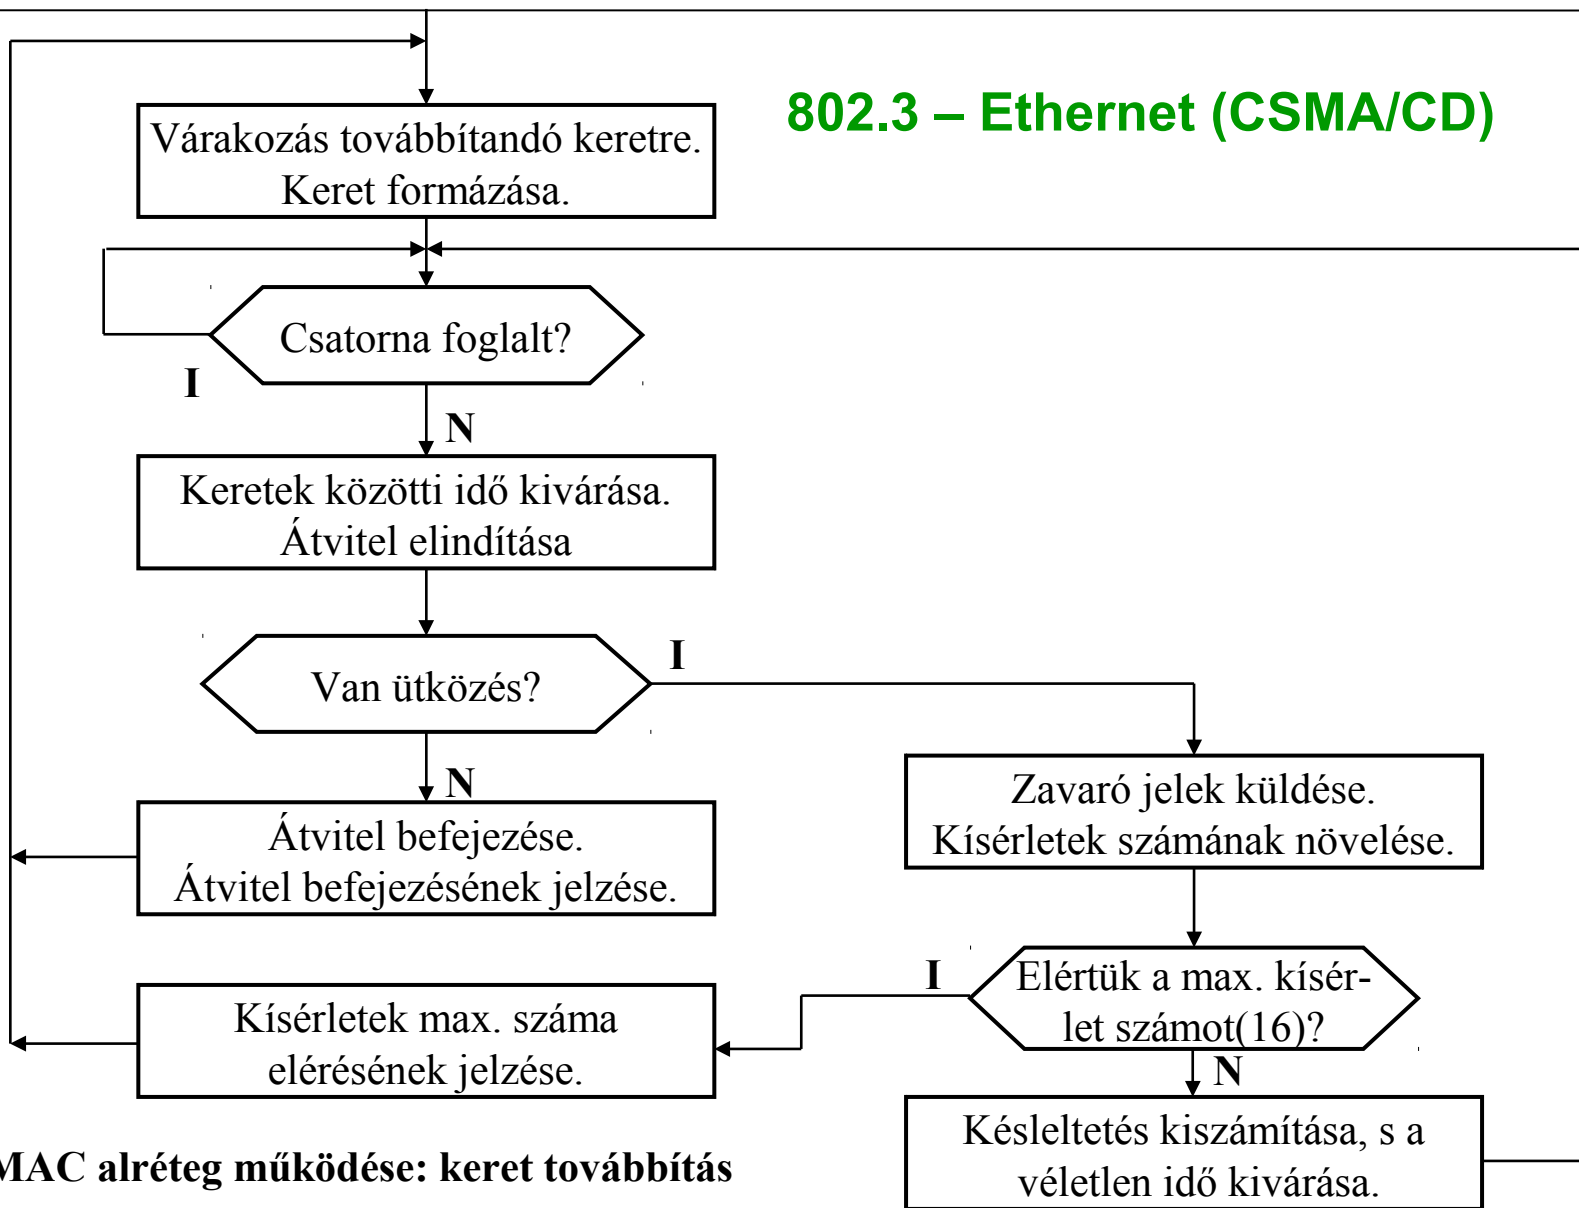 802.3 – Ethernet (CSMA/CD)
Várakozás továbbítandó keretre.
Keret formázása.
Csatorna foglalt?
I
N
Keretek közötti idő kivárása.
Átvitel elindítása
Van ütközés?
I
N
Átvitel befejezése.
Átvitel befejezésének jelzése.
Zavaró jelek küldése.
Kísérletek számának növelése.
Elértük a max. kísér-
let számot(16)?
I
N
Kísérletek max. száma
elérésének jelzése.
Késleltetés kiszámítása, s a
véletlen idő kivárása.
MAC alréteg működése: keret továbbítás